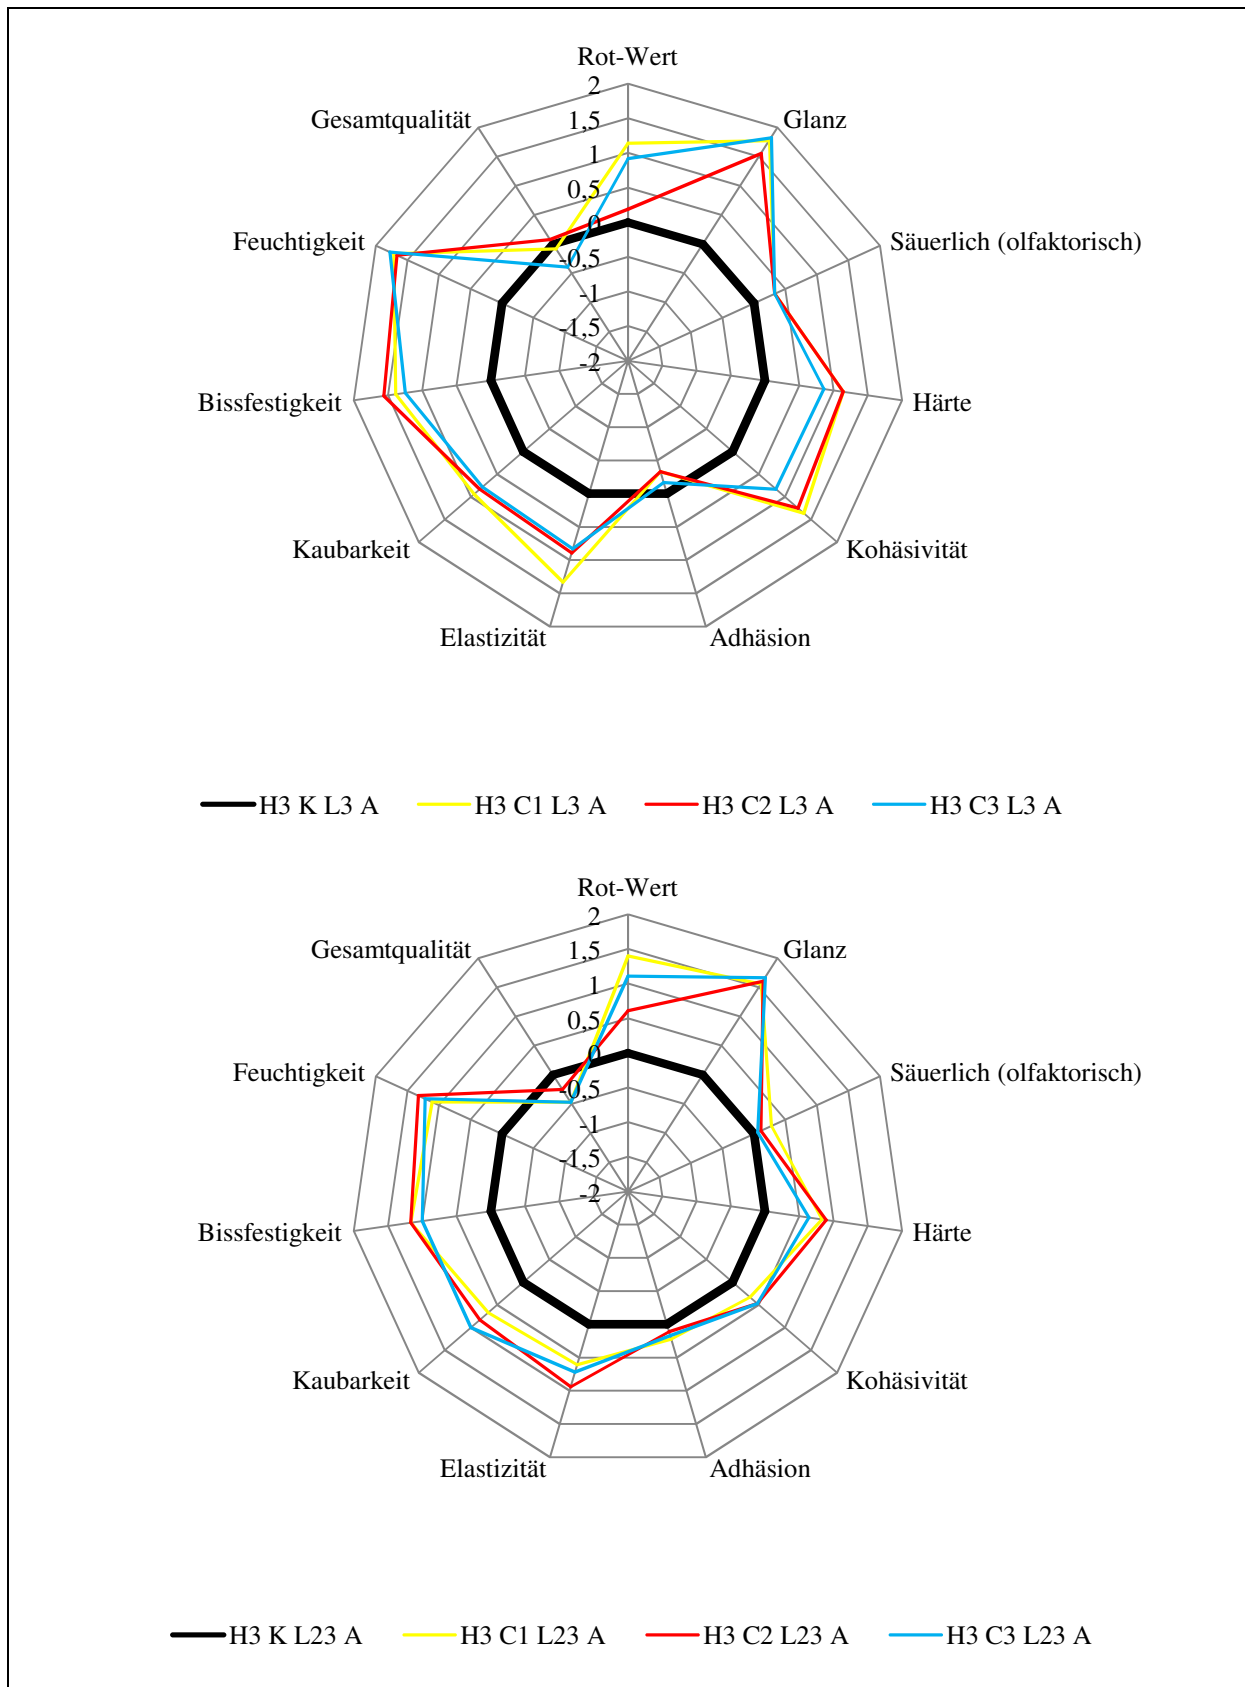 Rot-Wert
2
Gesamtqualität
Glanz
1,5
1
0,5
Feuchtigkeit
0
Säuerlich (olfaktorisch)
-0,5
-1
-1,5
-2
Bissfestigkeit
Härte
Kaubarkeit
Kohäsivität
Elastizität
Adhäsion
H3 K L3 A
H3 C1 L3 A
H3 C2 L3 A
H3 C3 L3 A
Rot-Wert
2
Gesamtqualität
Glanz
1,5
1
0,5
0
Feuchtigkeit
Säuerlich (olfaktorisch)
-0,5
-1
-1,5
-2
Bissfestigkeit
Härte
Kaubarkeit
Kohäsivität
Elastizität
Adhäsion
H3 K L23 A
H3 C1 L23 A
H3 C2 L23 A
H3 C3 L23 A